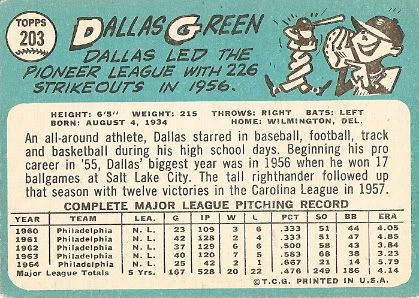 TOPPS
203
DALLAS GREEN
DALLAS LED THE
PIONEER LEAGUE WITH 226
STRIKEOUTS IN 1956.
HEIGHT: 6'5" WEIGHT: 215 THROWS: RIGHT BATS: LEFT
BORN: AUGUST 4, 1934 HOME: WILMINGTON, DEL.
An all-around athlete, Dallas starred in baseball, football, track
and basketball during his high school days. Beginning his pro
career in '55, Dallas' biggest year was in 1956 when he won 17
ballgames at Salt Lake City. The tall righthander followed up
that season with twelve victories in the Carolina League in 1957.
COMPLETE MAJOR LEAGUE PITCHING RECORD
YEAR TEAM LEA. G IP W L PCT SO BB ERA
1960 Philadelphia N. L. 23 109 3 6 .333 51 44 4.05
1961 Philadelphia N. L. 42 128 2 4 .333 51 47 4.85
1962 Philadelphia N. L. 37 129 6 6 .500 58 43 3.84
1963 Philadelphia N. L. 40 120 7 5 .583 68 38 3.23
1964 Philadelphia N. L. 25 42 2 1 .667 21 14 5.79
Major League Totals 5 Yrs. 167 528 20 22 .476 249 186 4.14
©T.C.G. PRINTED IN U.S.A.